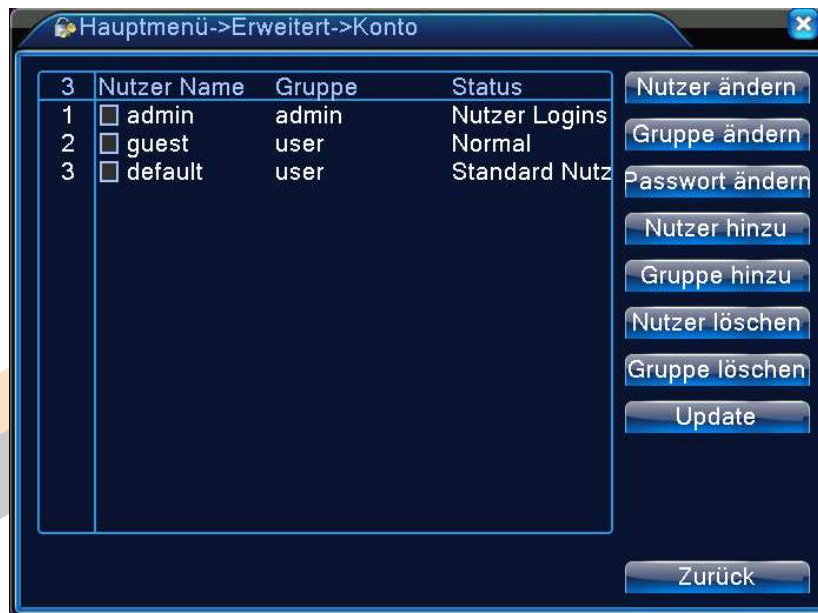 Hauptmenü->Erweitert->Konto
3 Nutzer Name Gruppe Status
1 admin admin Nutzer Logins
2 guest user Normal
3 default user Standard Nutz
Nutzer ändern
Gruppe ändern
Passwort ändern
Nutzer hinzu
Gruppe hinzu
Nutzer löschen
Gruppe löschen
Update
Zurück